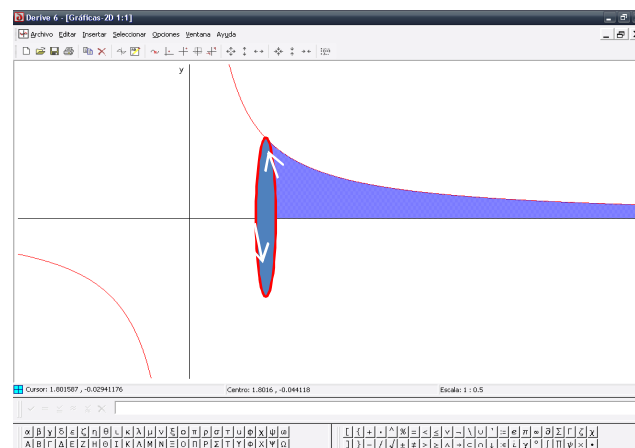 Derive 6 - [Gráficas-2D 1:1]
Archivo Editar Insertar Seleccionar Opciones Ventana Ayuda
y
Cursor: 1.801587 , -0.02941176 Centro: 1.8016 , -0.044118 Escala: 1 : 0.5
α β γ δ ε ζ η θ ι κ λ μ ν ξ ο π ρ σ τ υ φ χ ψ ω
Α Β Γ Δ Ε Ζ Η Θ Ι Κ Λ Μ Ν Ξ Ο Π Ρ Σ Τ Υ Φ Χ Ψ Ω